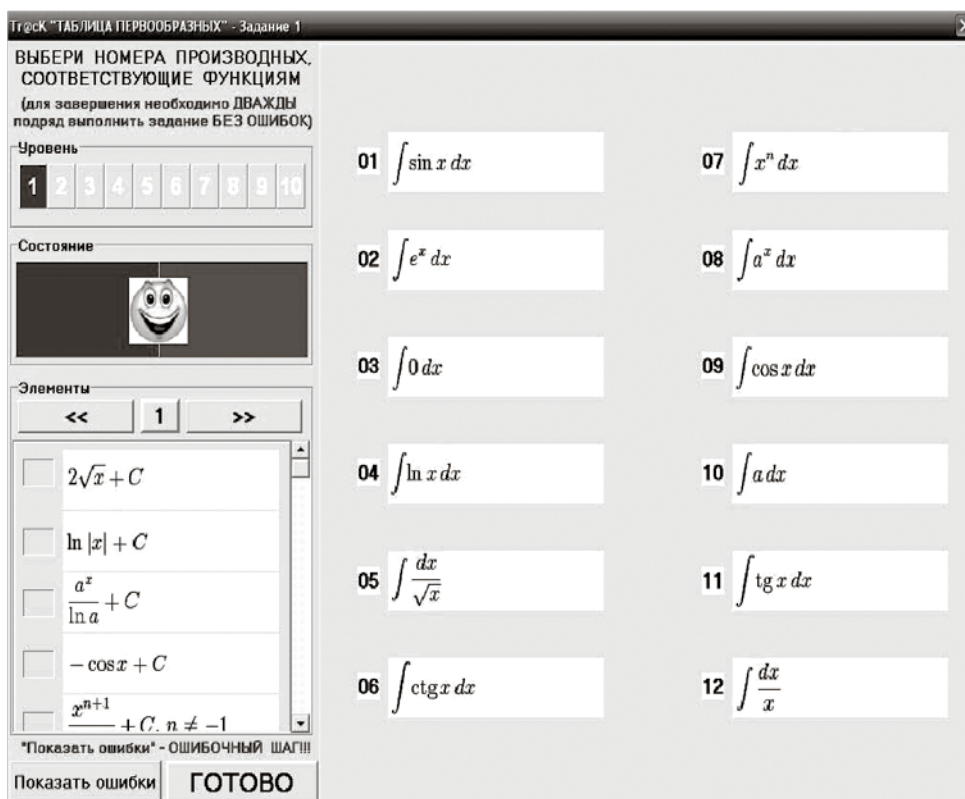 Tr@cK "ТАБЛИЦА ПЕРВООБРАЗНЫХ" - Задание 1
ВЫБЕРИ НОМЕРА ПРОИЗВОДНЫХ,
СООТВЕТСТВУЮЩИЕ ФУНКЦИЯМ
(для завершения необходимо ДВАЖДЫ
подряд выполнить задание БЕЗ ОШИБОК)
Уровень
1 2 3 4 5 6 7 8 9 10
Состояние
Элементы
<< 1 >>
2√x + C
ln |x| + C
a^x / ln a + C
− cos x + C
x^{n+1} + C, n ≠ −1
"Показать ошибки" - ОШИБОЧНЫЙ ШАГ!!!
Показать ошибки ГОТОВО
01 ∫ sin x dx
02 ∫ e^x dx
03 ∫ 0 dx
04 ∫ ln x dx
05 ∫ dx / √x
06 ∫ ctg x dx
07 ∫ x^n dx
08 ∫ a^x dx
09 ∫ cos x dx
10 ∫ a dx
11 ∫ tg x dx
12 ∫ dx / x